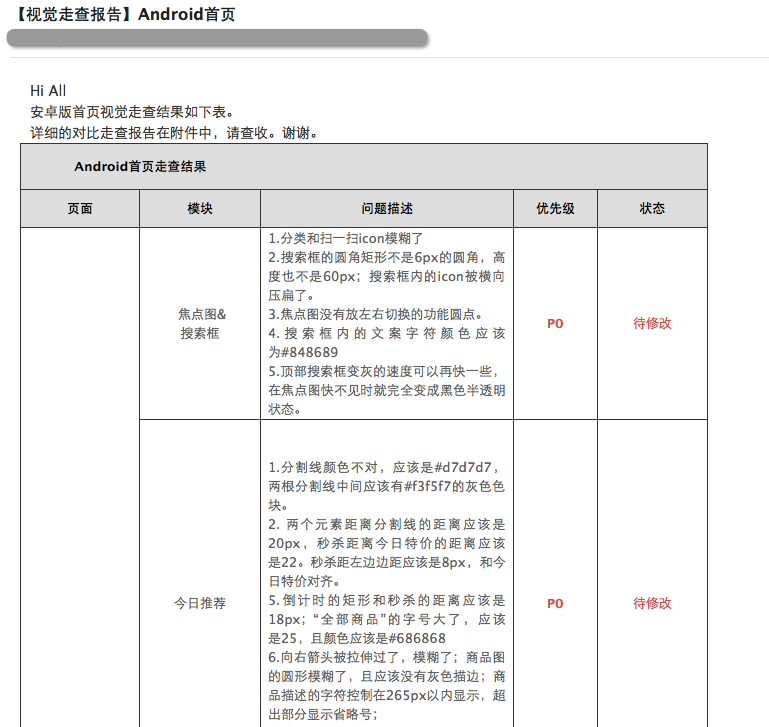 【视觉走查报告】Android首页
Hi All
安卓版首页视觉走查结果如下表。
详细的对比走查报告在附件中，请查收。谢谢。
Android首页走查结果
页面 模块 问题描述 优先级 状态
焦点图&
搜索框
1.分类和扫一扫icon模糊了
2.搜索框的圆角矩形不是6px的圆角，高
度也不是60px；搜索框内的icon被横向
压扁了。
3.焦点图没有放左右切换的功能圆点。
4.搜索框内的文案字符颜色应该
为#848689
5.顶部搜索框变灰的速度可以再快一些，
在焦点图快不见时就完全变成黑色半透明
状态。
P0
待修改
今日推荐
1.分割线颜色不对，应该是#d7d7d7，
两根分割线中间应该有#f3f5f7的灰色色
块。
2. 两个元素距离分割线的距离应该是
20px，秒杀距离今日特价的距离应该
是22。秒杀距左边边距应该是8px，和今
日特价对齐。
5.倒计时的矩形和秒杀的距离应该是
18px；“全部商品”的字号大了，应该
是25，且颜色应该是#686868
6.向右箭头被拉伸过了，模糊了；商品图
的圆形模糊了，且应该没有灰色描边；商
品描述的字符控制在265px以内显示，超
出部分显示省略号；
P0
待修改